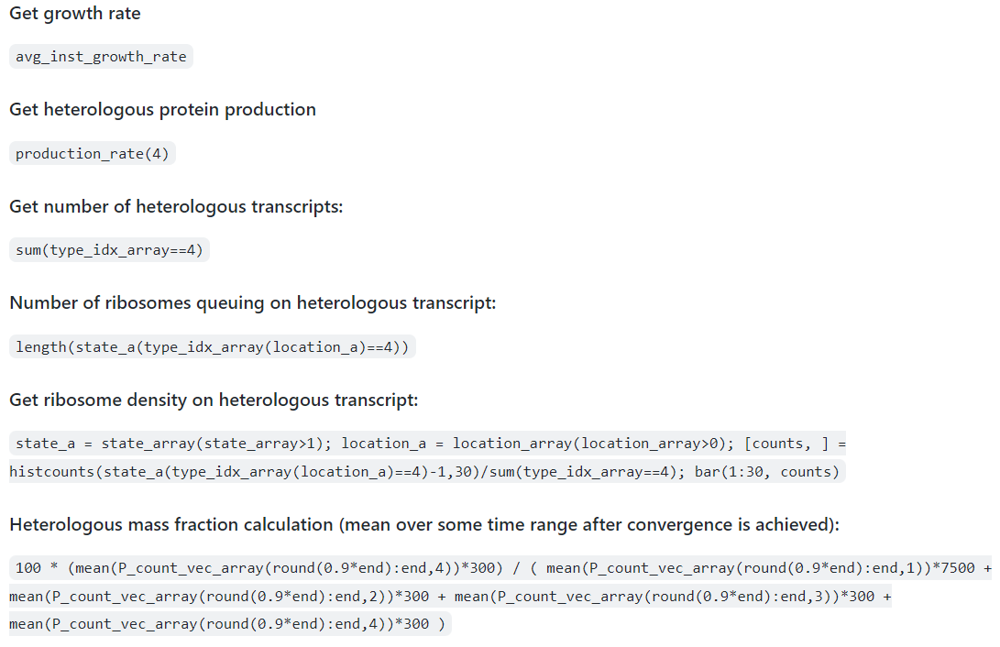 Get growth rate
avg_inst_growth_rate
Get heterologous protein production
production_rate(4)
Get number of heterologous transcripts:
sum(type_idx_array==4)
Number of ribosomes queuing on heterologous transcript:
length(state_a(type_idx_array(location_a)==4))
Get ribosome density on heterologous transcript:
state_a = state_array(state_array>1); location_a = location_array(location_array>0); [counts, ] =
histcounts(state_a(type_idx_array(location_a)==4)-1,30)/sum(type_idx_array==4); bar(1:30, counts)
Heterologous mass fraction calculation (mean over some time range after convergence is achieved):
100 * (mean(P_count_vec_array(round(0.9*end):end,4))*300) / ( mean(P_count_vec_array(round(0.9*end):end,1))*7500 +
mean(P_count_vec_array(round(0.9*end):end,2))*300 + mean(P_count_vec_array(round(0.9*end):end,3))*300 +
mean(P_count_vec_array(round(0.9*end):end,4))*300 )